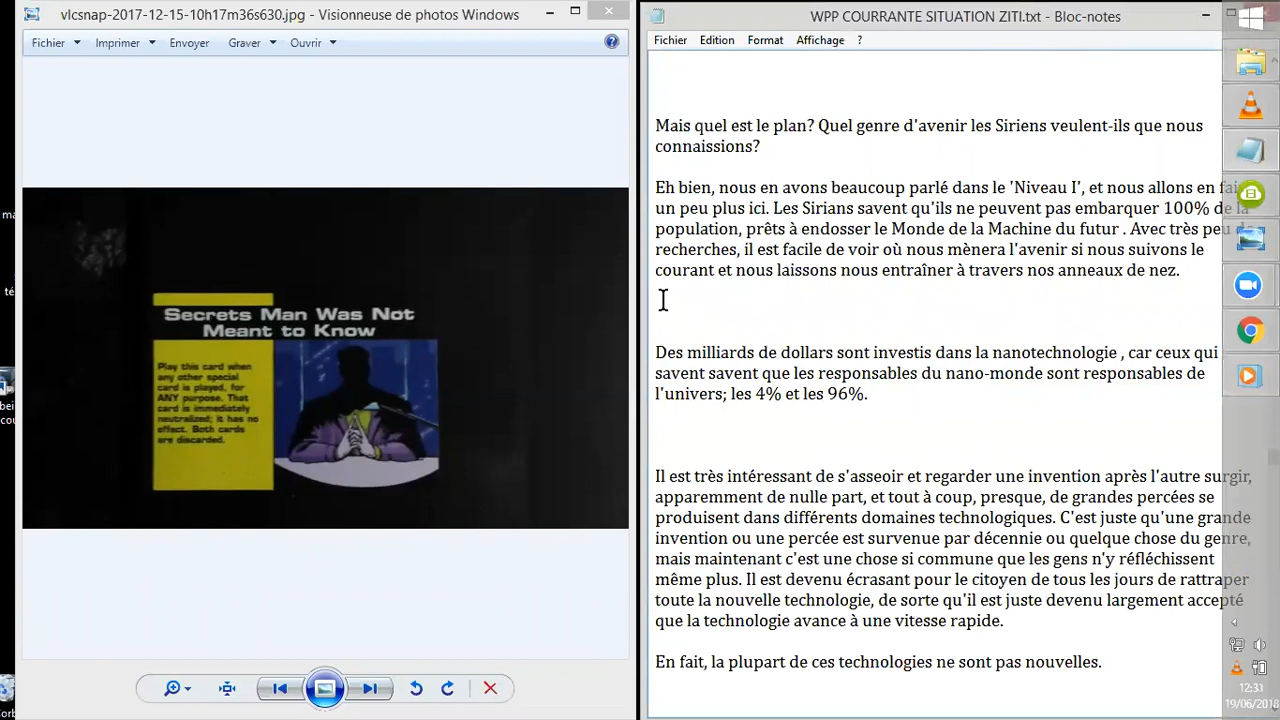 vlcsnap-2017-12-15-10h17m36s630.jpg - Visionneuse de photos Windows
Fichier Imprimer Envoyer Graver Ouvrir
Secrets Man Was Not
Meant to Know
Play this card when
any other special
card is played, for
ANY purpose. That
card is immediately
neutralized; it has no
effect. Both cards
are discarded.
WPP COURRANTE SITUATION ZITI.txt - Bloc-notes
Fichier Edition Format Affichage ?
Mais quel est le plan? Quel genre d'avenir les Siriens veulent-ils que nous
connaissions?
Eh bien, nous en avons beaucoup parlé dans le 'Niveau I', et nous allons en fai
un peu plus ici. Les Sirians savent qu'ils ne peuvent pas embarquer 100% de la
population, prêts à endosser le Monde de la Machine du futur . Avec très peu de
recherches, il est facile de voir où nous mènera l'avenir si nous suivons le
courant et nous laissons nous entraîner à travers nos anneaux de nez.
Des milliards de dollars sont investis dans la nanotechnologie , car ceux qui
savent savent que les responsables du nano-monde sont responsables de
l'univers; les 4% et les 96%.
Il est très intéressant de s'asseoir et regarder une invention après l'autre surgir,
apparemment de nulle part, et tout à coup, presque, de grandes percées se
produisent dans différents domaines technologiques. C'est juste qu'une grande
invention ou une percée est survenue par décennie ou quelque chose du genre,
mais maintenant c'est une chose si commune que les gens n'y réfléchissent
même plus. Il est devenu écrasant pour le citoyen de tous les jours de rattraper
toute la nouvelle technologie, de sorte qu'il est juste devenu largement accepté
que la technologie avance à une vitesse rapide.
En fait, la plupart de ces technologies ne sont pas nouvelles.
12:33
19/06/2018